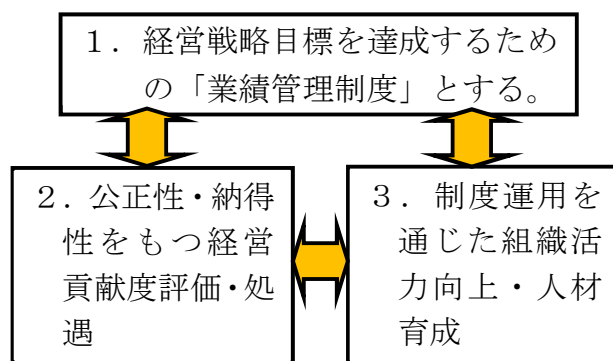 １．経営戦略目標を達成するため
の「業績管理制度」とする。
２．公正性・納得
性をもつ経営
貢献度評価・処
遇
３．制度運用を
通じた組織活
力向上・人材
育成